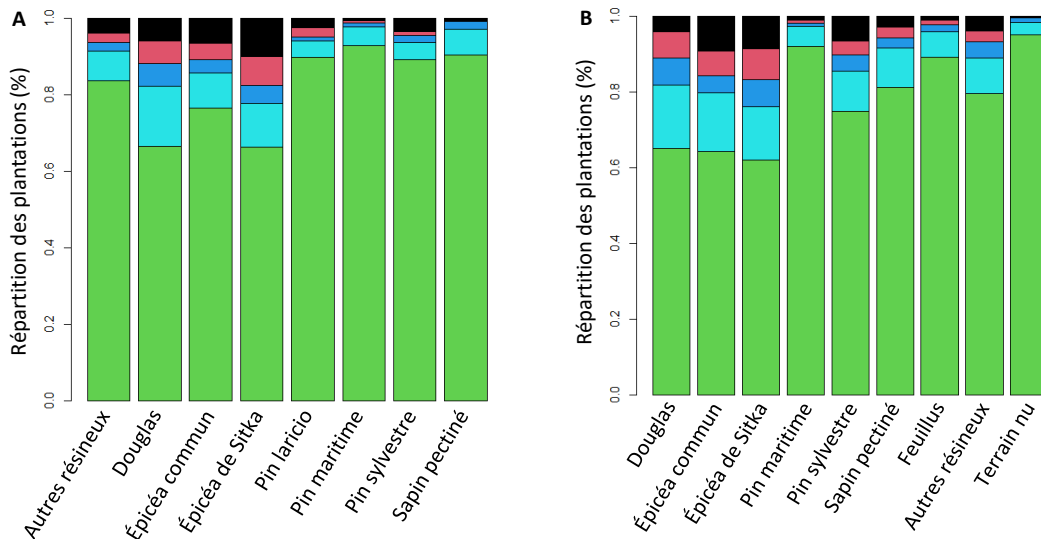 A
Répartition des plantations (%)
1.0
0.8
0.6
0.4
0.2
0.0
Autres résineux
Douglas
Épicéa commun
Épicéa de Sitka
Pin laricio
Pin maritime
Pin sylvestre
Sapin pectiné
B
Répartition des plantations (%)
1.0
0.8
0.6
0.4
0.2
0.0
Douglas
Épicéa commun
Épicéa de Sitka
Pin maritime
Pin sylvestre
Sapin pectiné
Feuillus
Autres résineux
Terrain nu